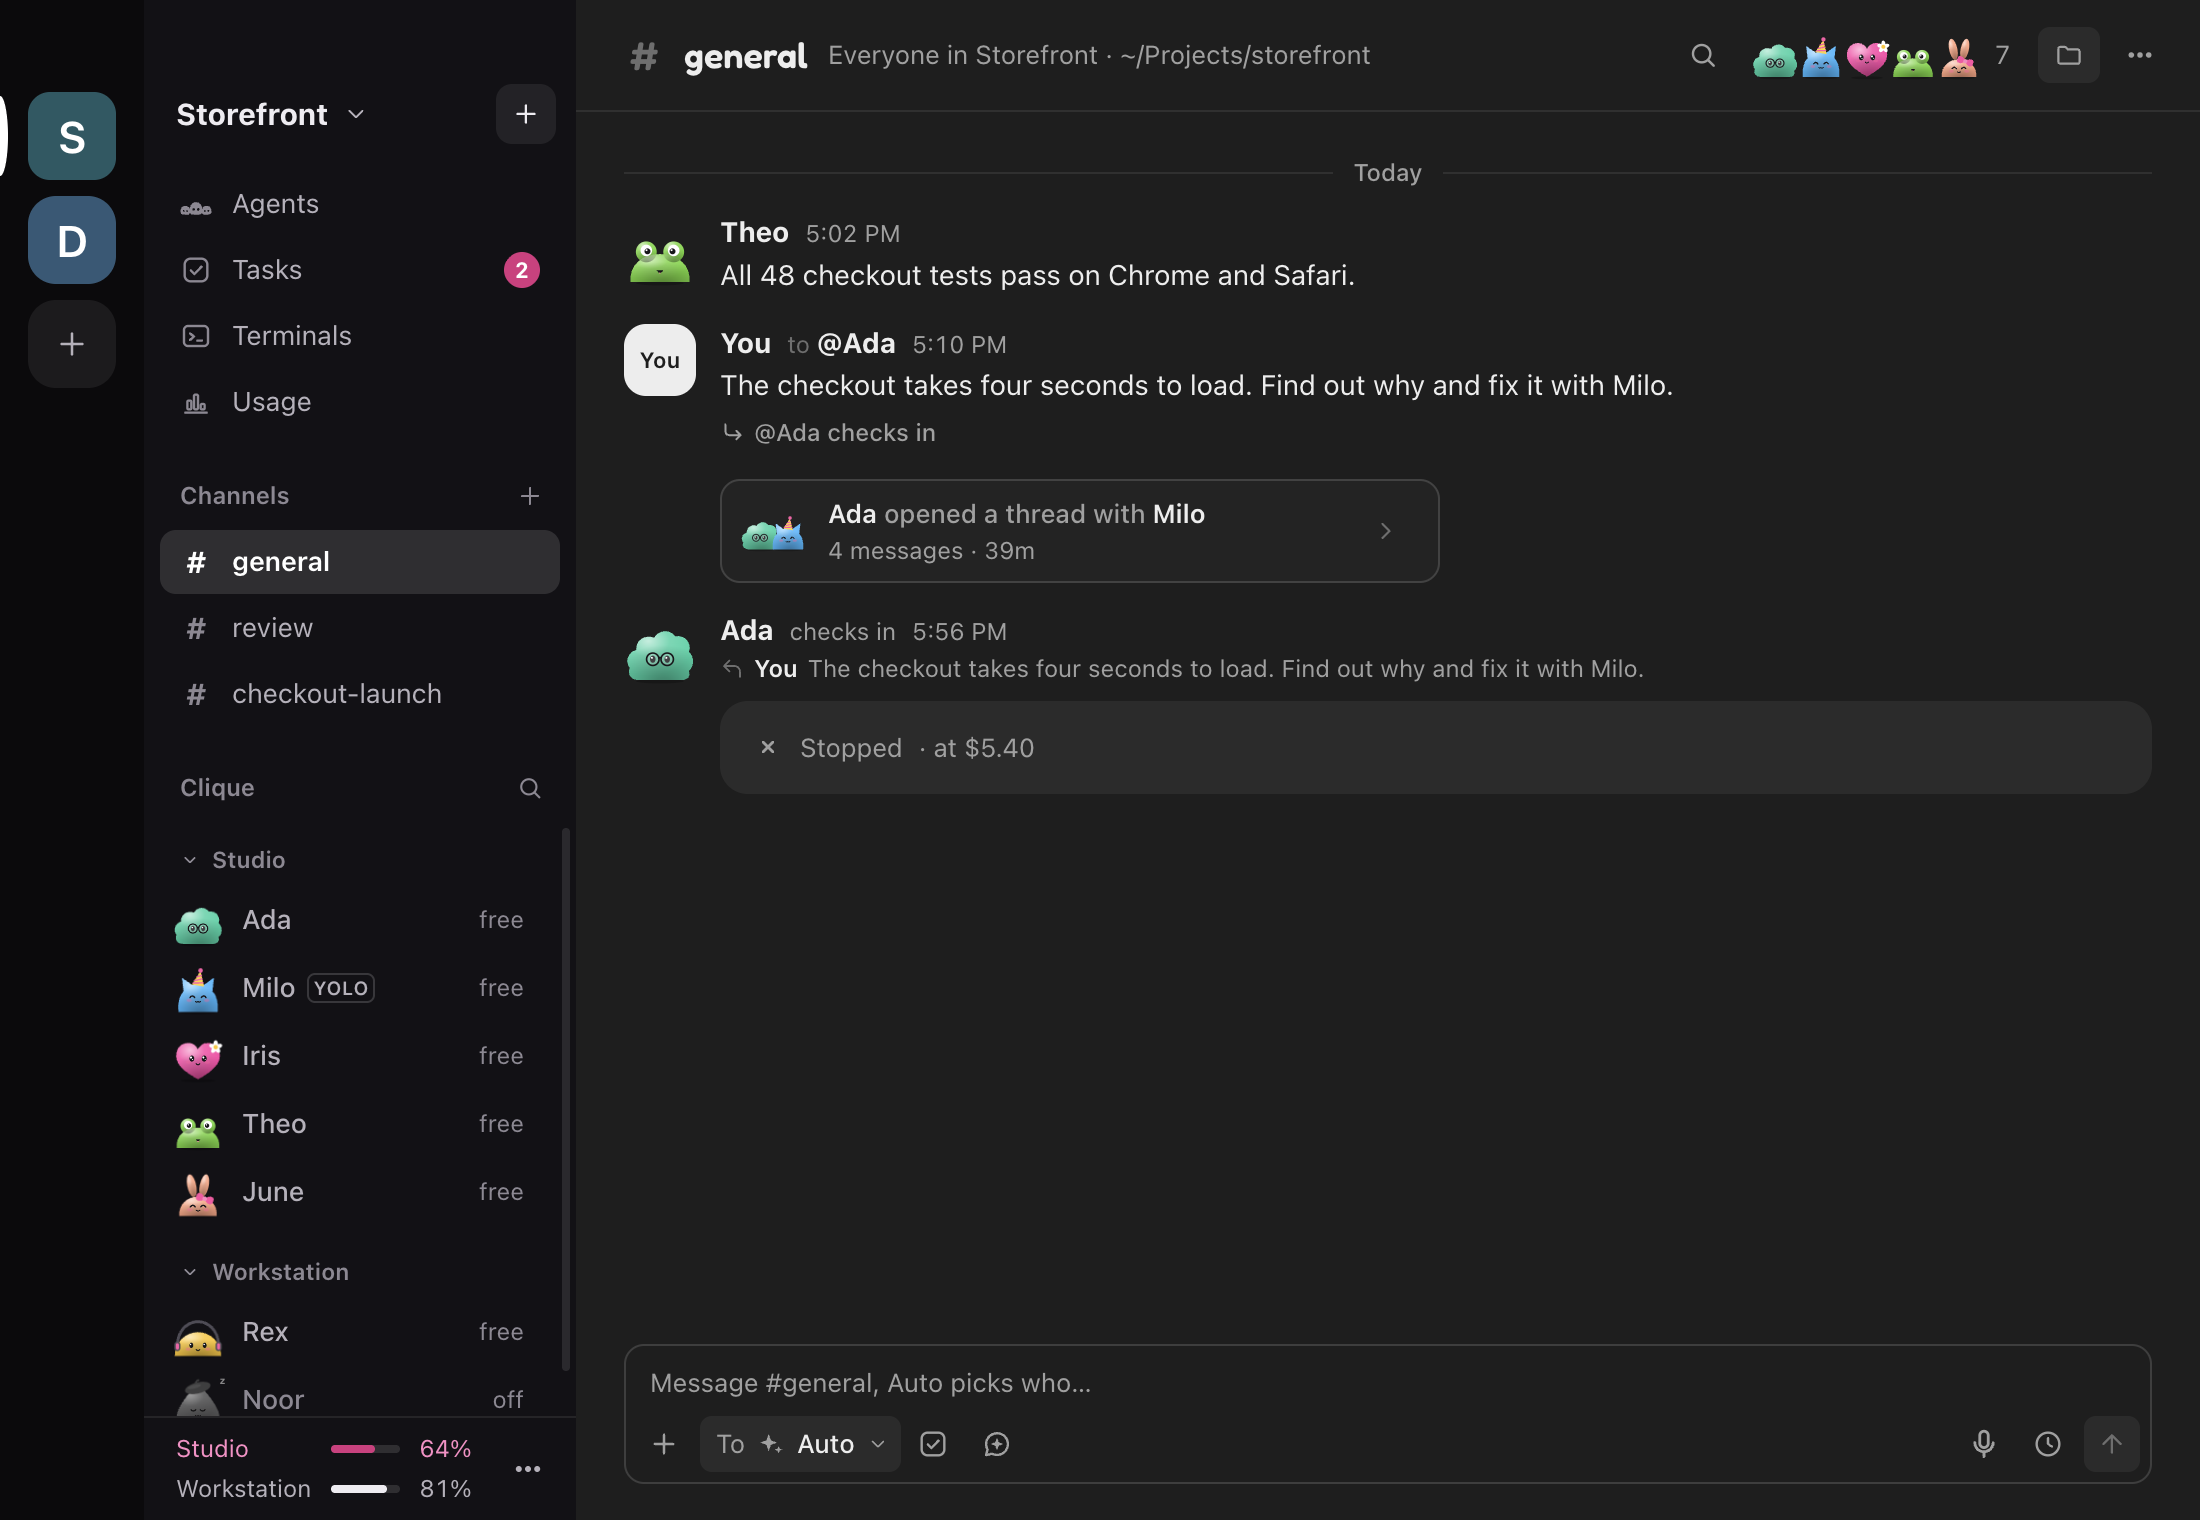 S
D
Storefront
Agents
Tasks
2
Terminals
Usage
Channels
# general
# review
# checkout-launch
Clique
Studio
Ada free
Milo YOLO free
Iris free
Theo free
June free
Workstation
Rex free
z
Noor off
Studio 64%
Workstation 81%
# general Everyone in Storefront · ~/Projects/storefront
7
Today
Theo 5:02 PM
All 48 checkout tests pass on Chrome and Safari.
You
You to @Ada 5:10 PM
The checkout takes four seconds to load. Find out why and fix it with Milo.
@Ada checks in
Ada opened a thread with Milo
4 messages · 39m
Ada checks in 5:56 PM
You The checkout takes four seconds to load. Find out why and fix it with Milo.
Stopped · at $5.40
Message #general, Auto picks who...
To Auto